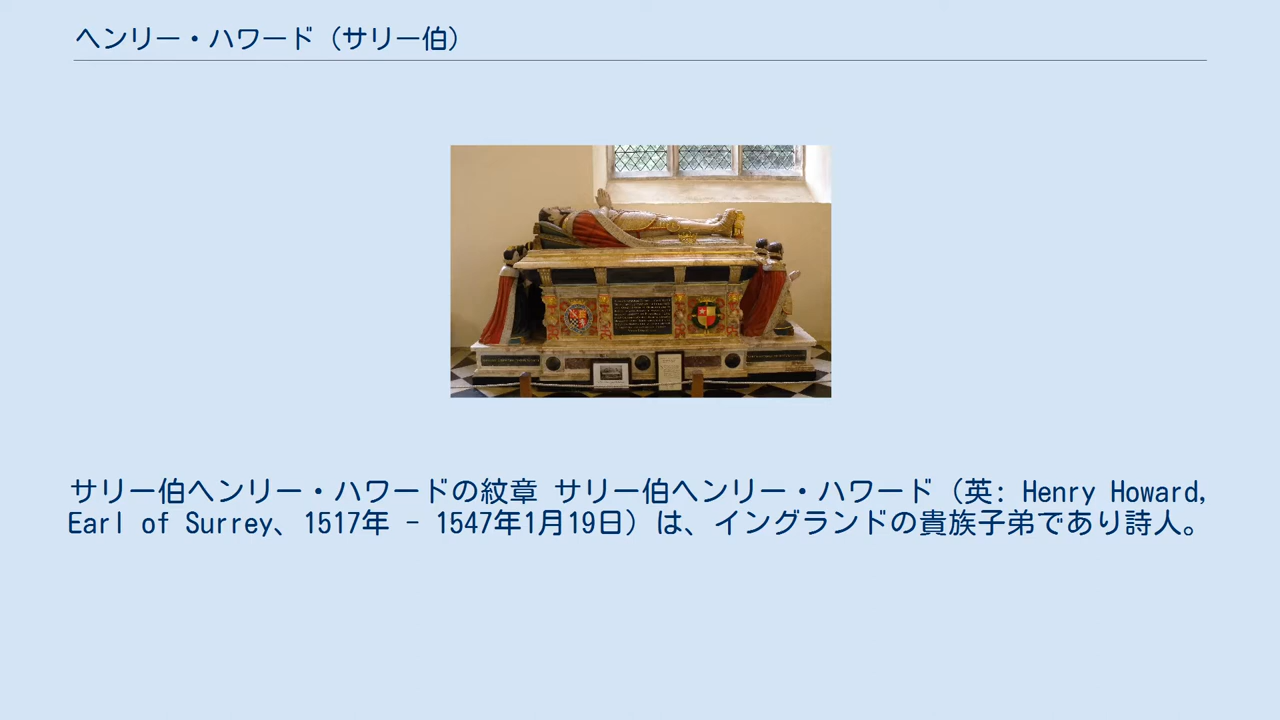 ヘンリー・ハワード（サリー伯）
サリー伯ヘンリー・ハワードの紋章 サリー伯ヘンリー・ハワード（英: Henry Howard,
Earl of Surrey、1517年 - 1547年1月19日）は、イングランドの貴族子弟であり詩人。